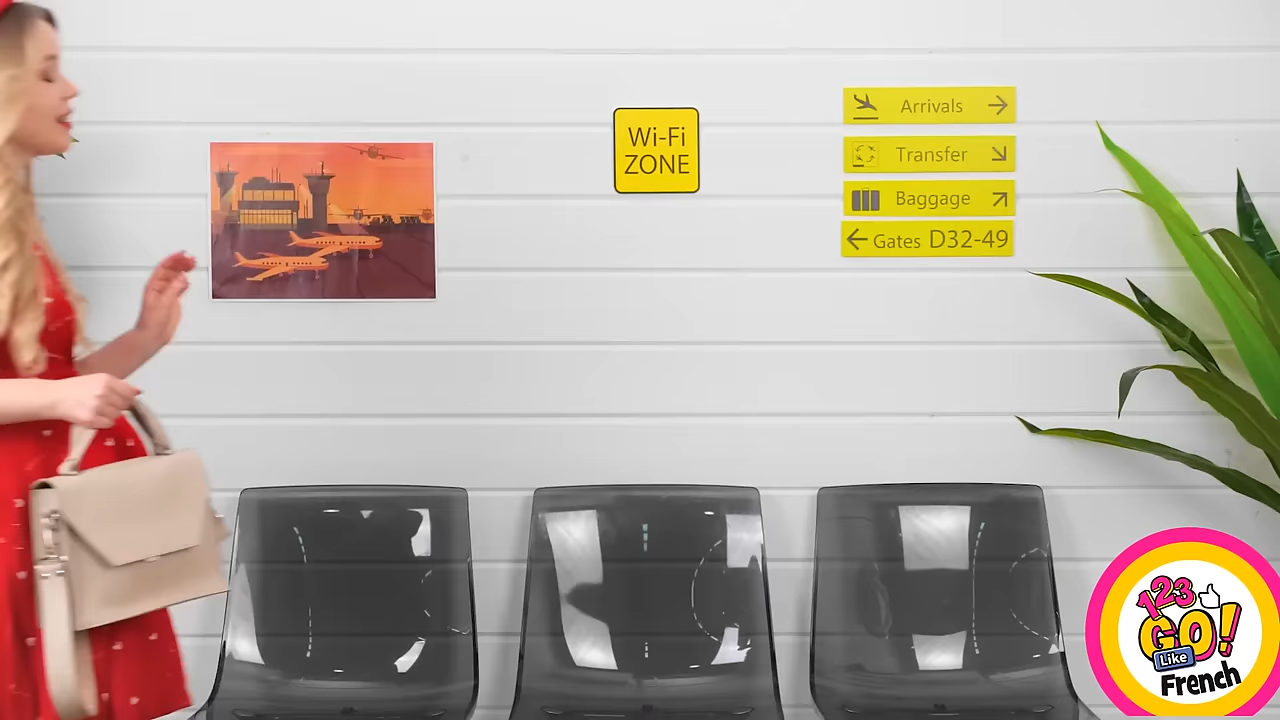 Wi-Fi
ZONE
Arrivals
Transfer
Baggage
Gates D32-49
123
GO!
Like
French